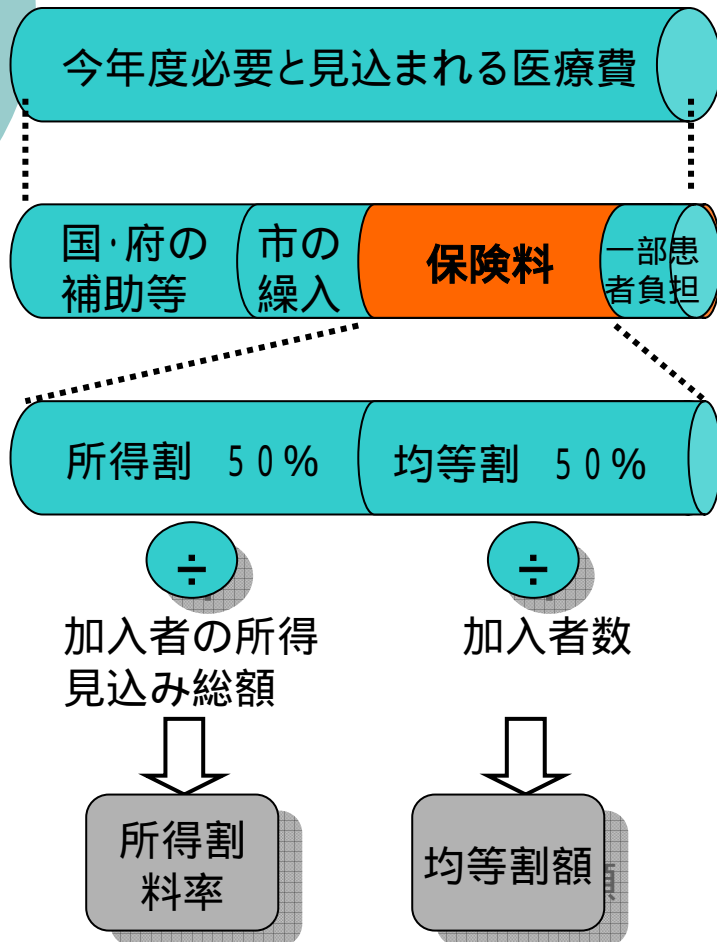 今年度必要と見込まれる医療費
国･府の
補助等
市の
繰入
保険料
一部患
者負担
所得割 50%
均等割 50%
÷
÷
加入者の所得
見込み総額
加入者数
所得割
料率
均等割額